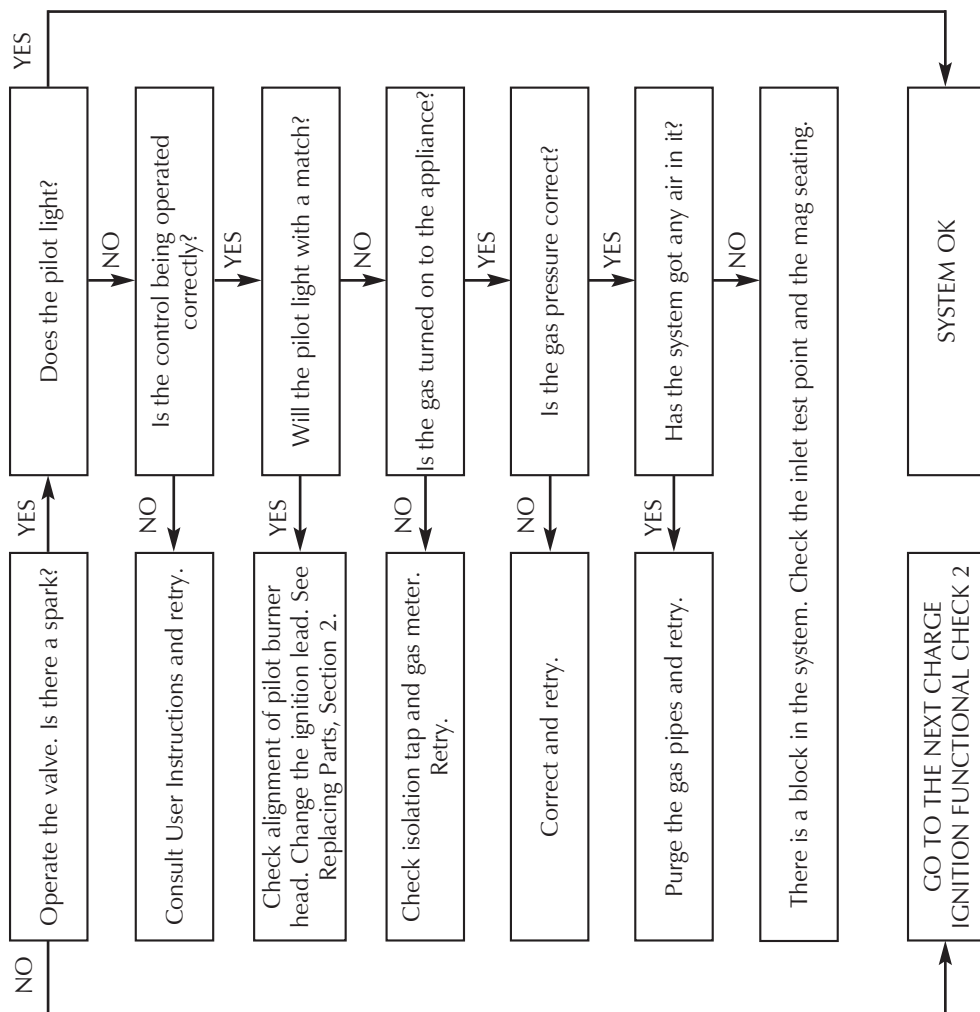 Operate the valve. Is there a spark?
YES
NO
Does the pilot light?
YES
NO
Is the control being operated
correctly?
NO
Consult User Instructions and retry.
YES
Will the pilot light with a match?
YES
Check alignment of pilot burner
head. Change the ignition lead. See
Replacing Parts, Section 2.
NO
Is the gas turned on to the appliance?
NO
Check isolation tap and gas meter.
Retry.
YES
Is the gas pressure correct?
NO
Correct and retry.
YES
Has the system got any air in it?
YES
Purge the gas pipes and retry.
NO
There is a block in the system. Check the inlet test point and the mag seating.
GO TO THE NEXT CHARGE
IGNITION FUNCTIONAL CHECK 2
SYSTEM OK